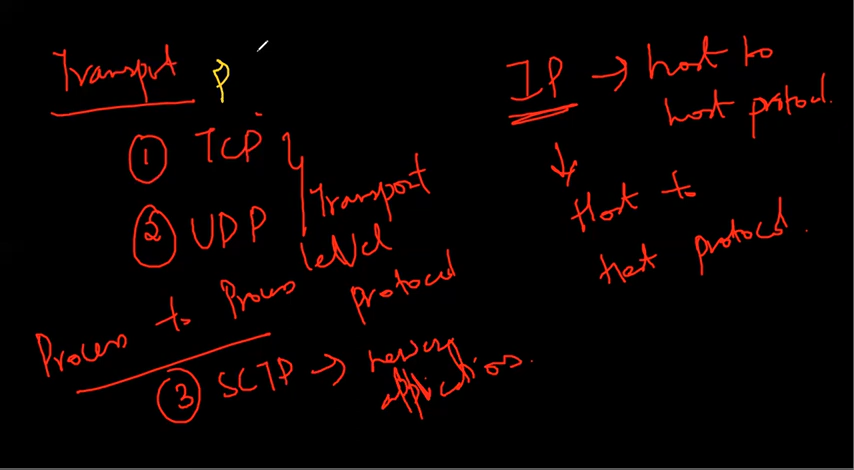 Transport P
① TCP
② UDP
Transport
level
protocol
Process to Process
③ SCTP → newer
applications.
IP → host to
host protocol.
↓
Host to
host protocol.